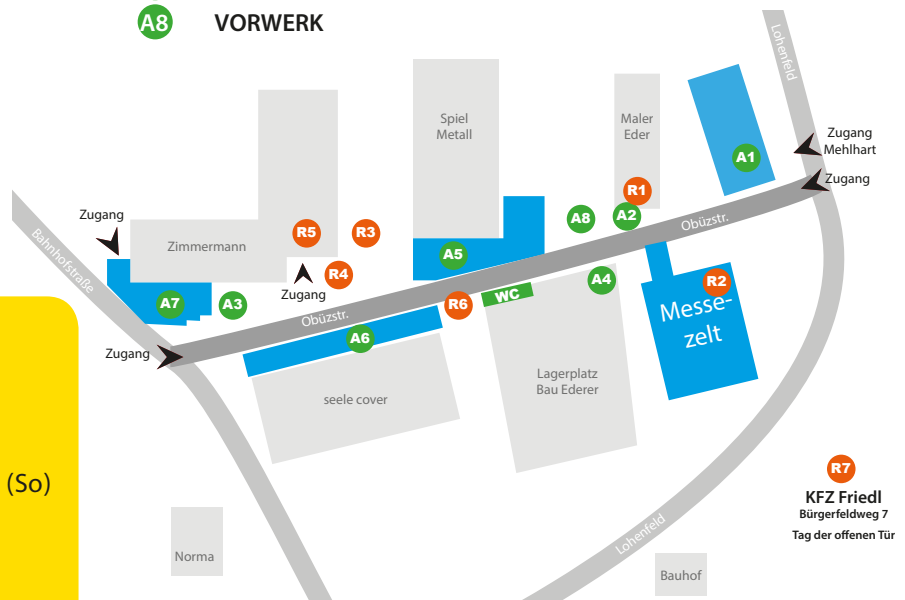 A8 VORWERK
Lohenfeld
Spiel
Metall
Maler
Eder
Zugang
Mehlhart
A1
Zugang
R1
A8
A2
Obüzstr.
Zugang
Bahnhofstraße
Zimmermann
R5
R3
A5
R4
Zugang
A4
R2
Messe-
zelt
WC
A7
A3
R6
Obüzstr.
A6
Zugang
Lagerplatz
Bau Ederer
seele cover
(So)
R7
KFZ Friedl
Bürgerfeldweg 7
Tag der offenen Tür
Lohenfeld
Norma
Bauhof